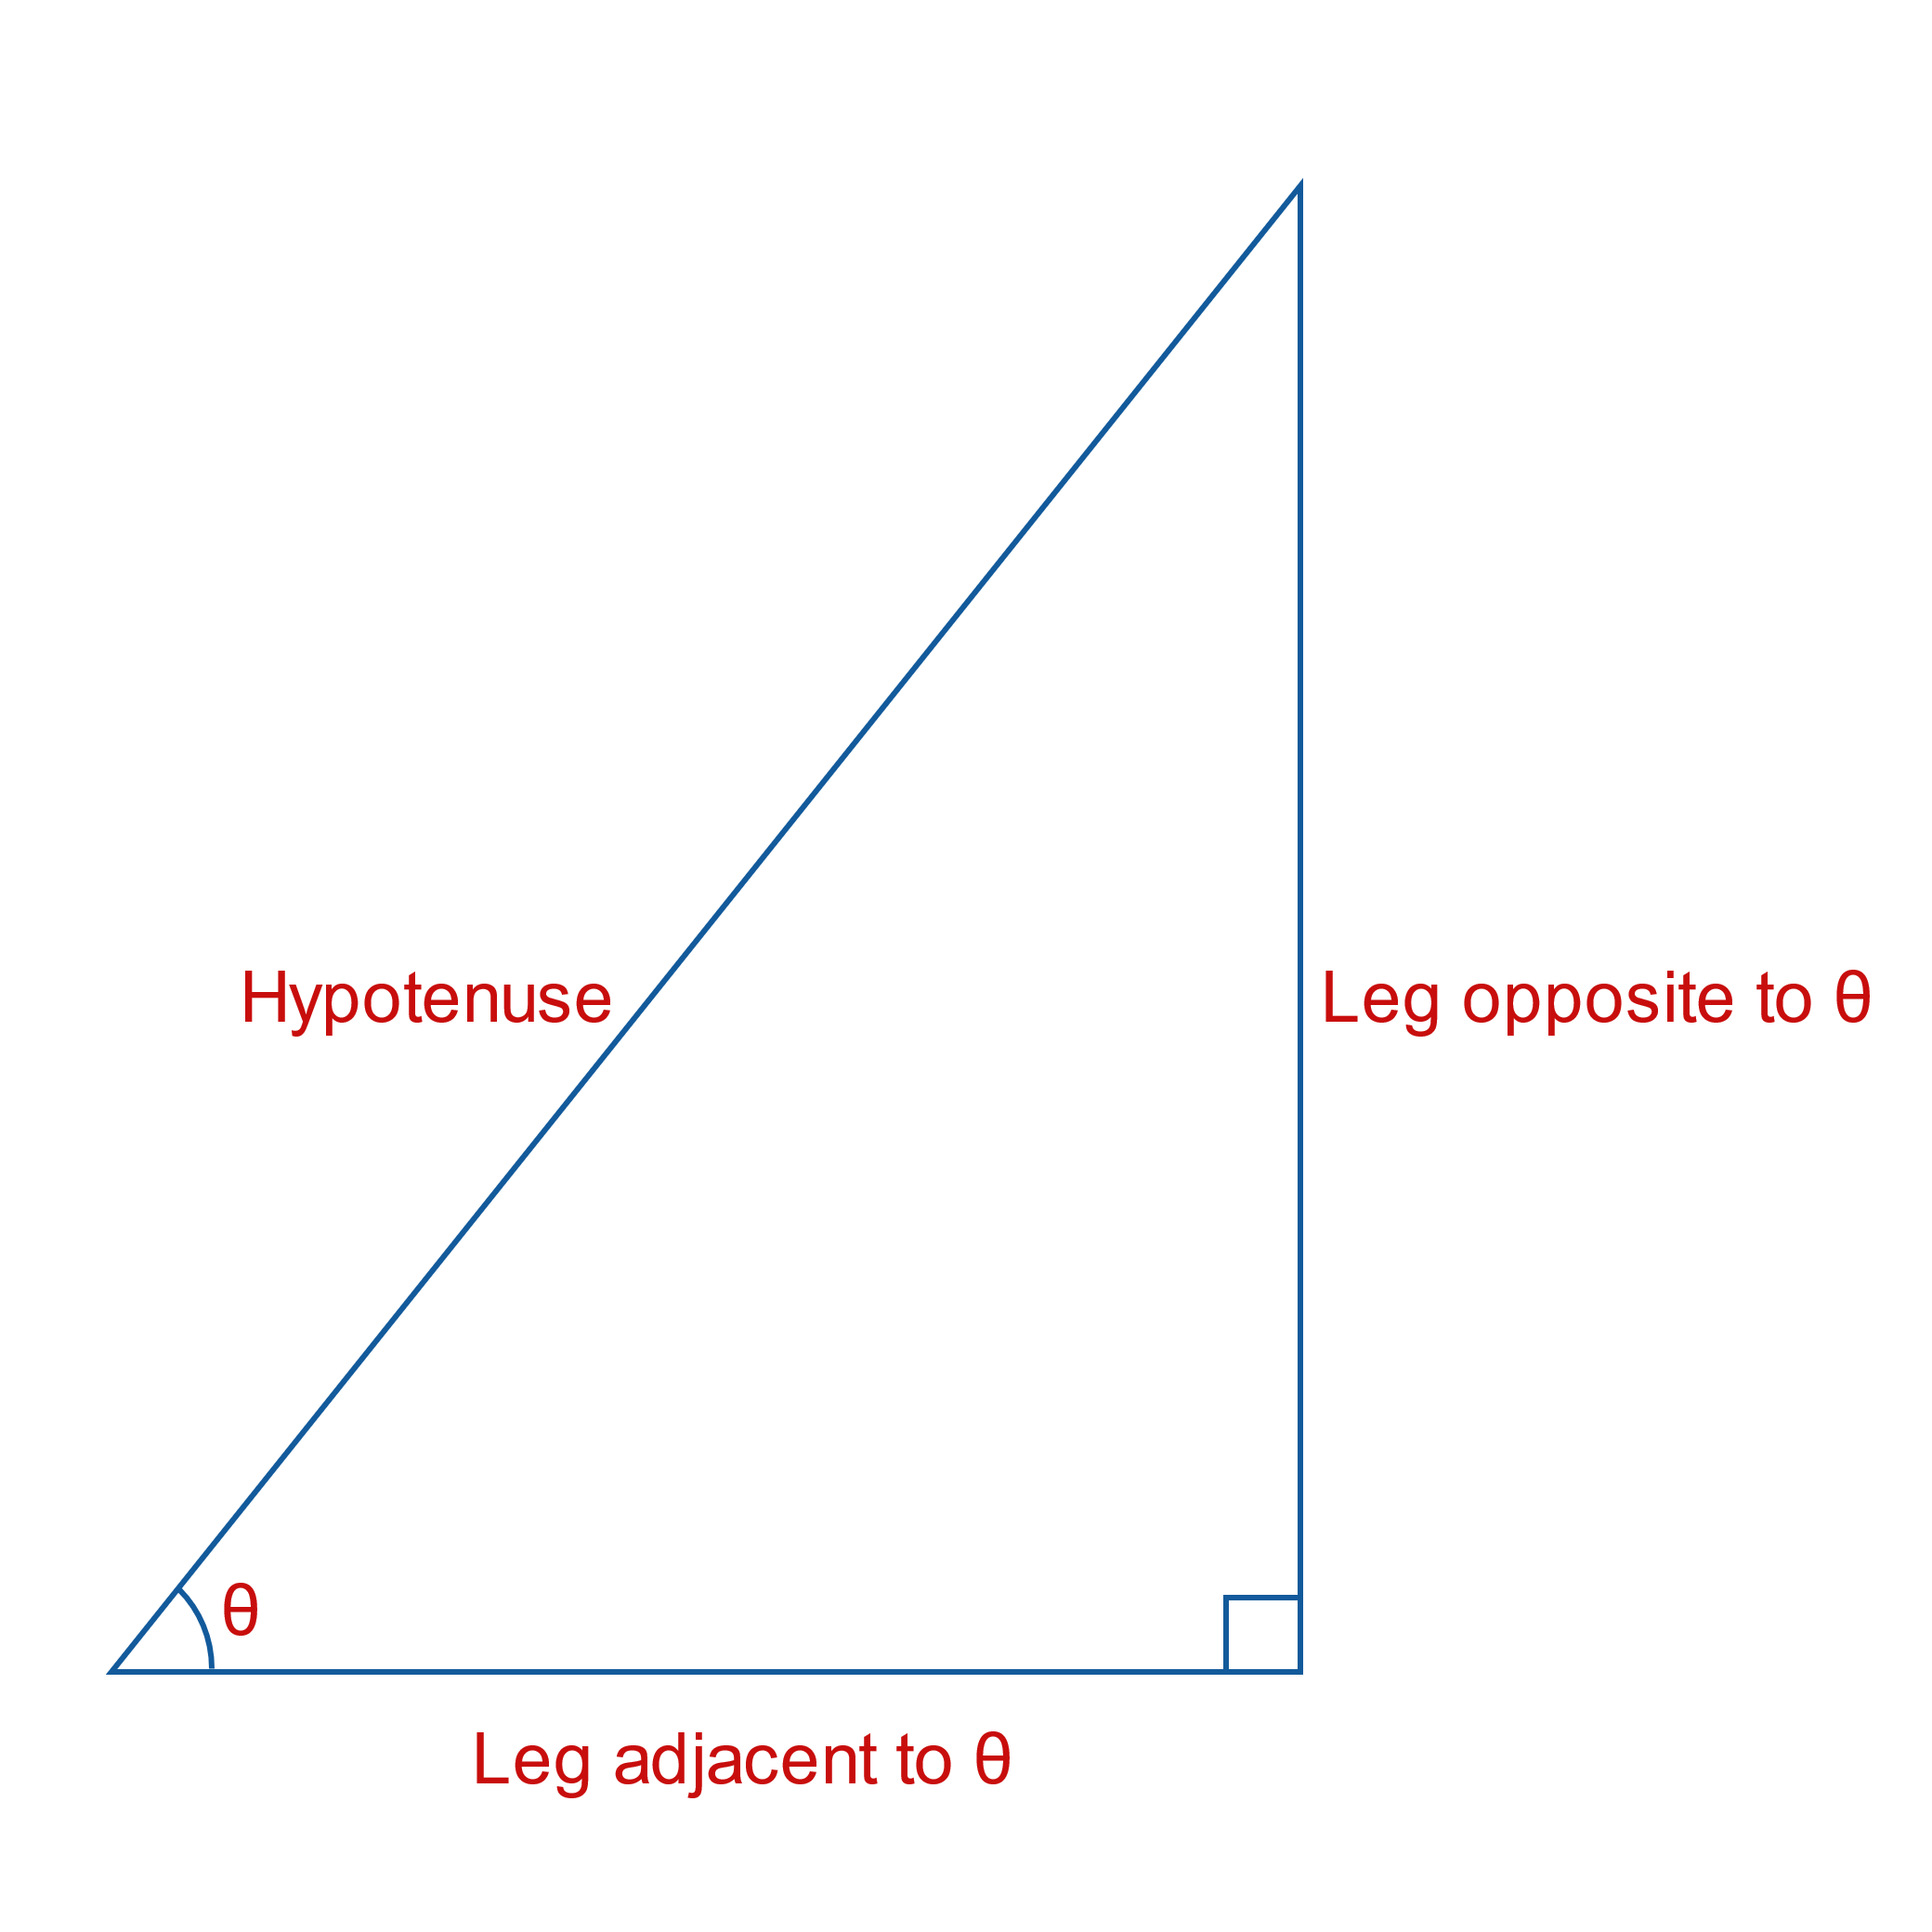 Hypotenuse
Leg opposite to θ
θ
Leg adjacent to θ